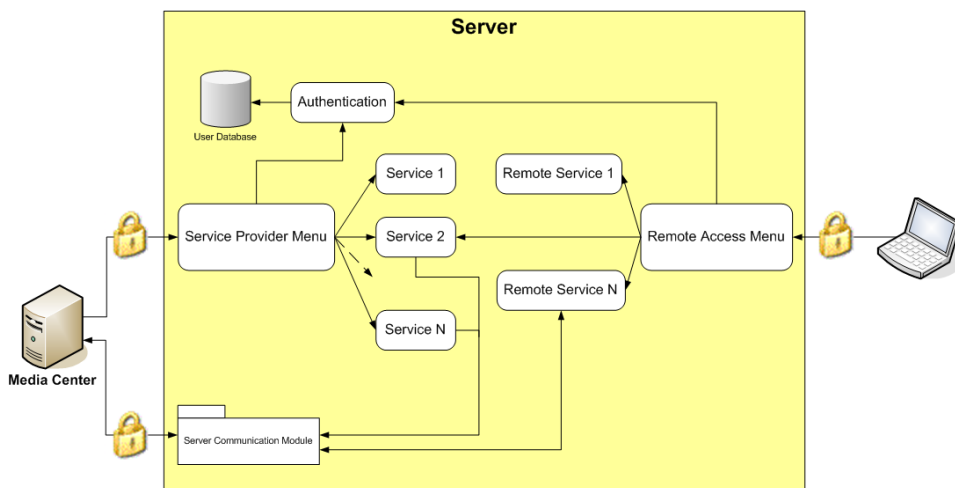 Server
Authentication
User Database
Service 1
Remote Service 1
Service Provider Menu
Service 2
Remote Access Menu
Remote Service N
Service N
Media Center
Server Communication Module